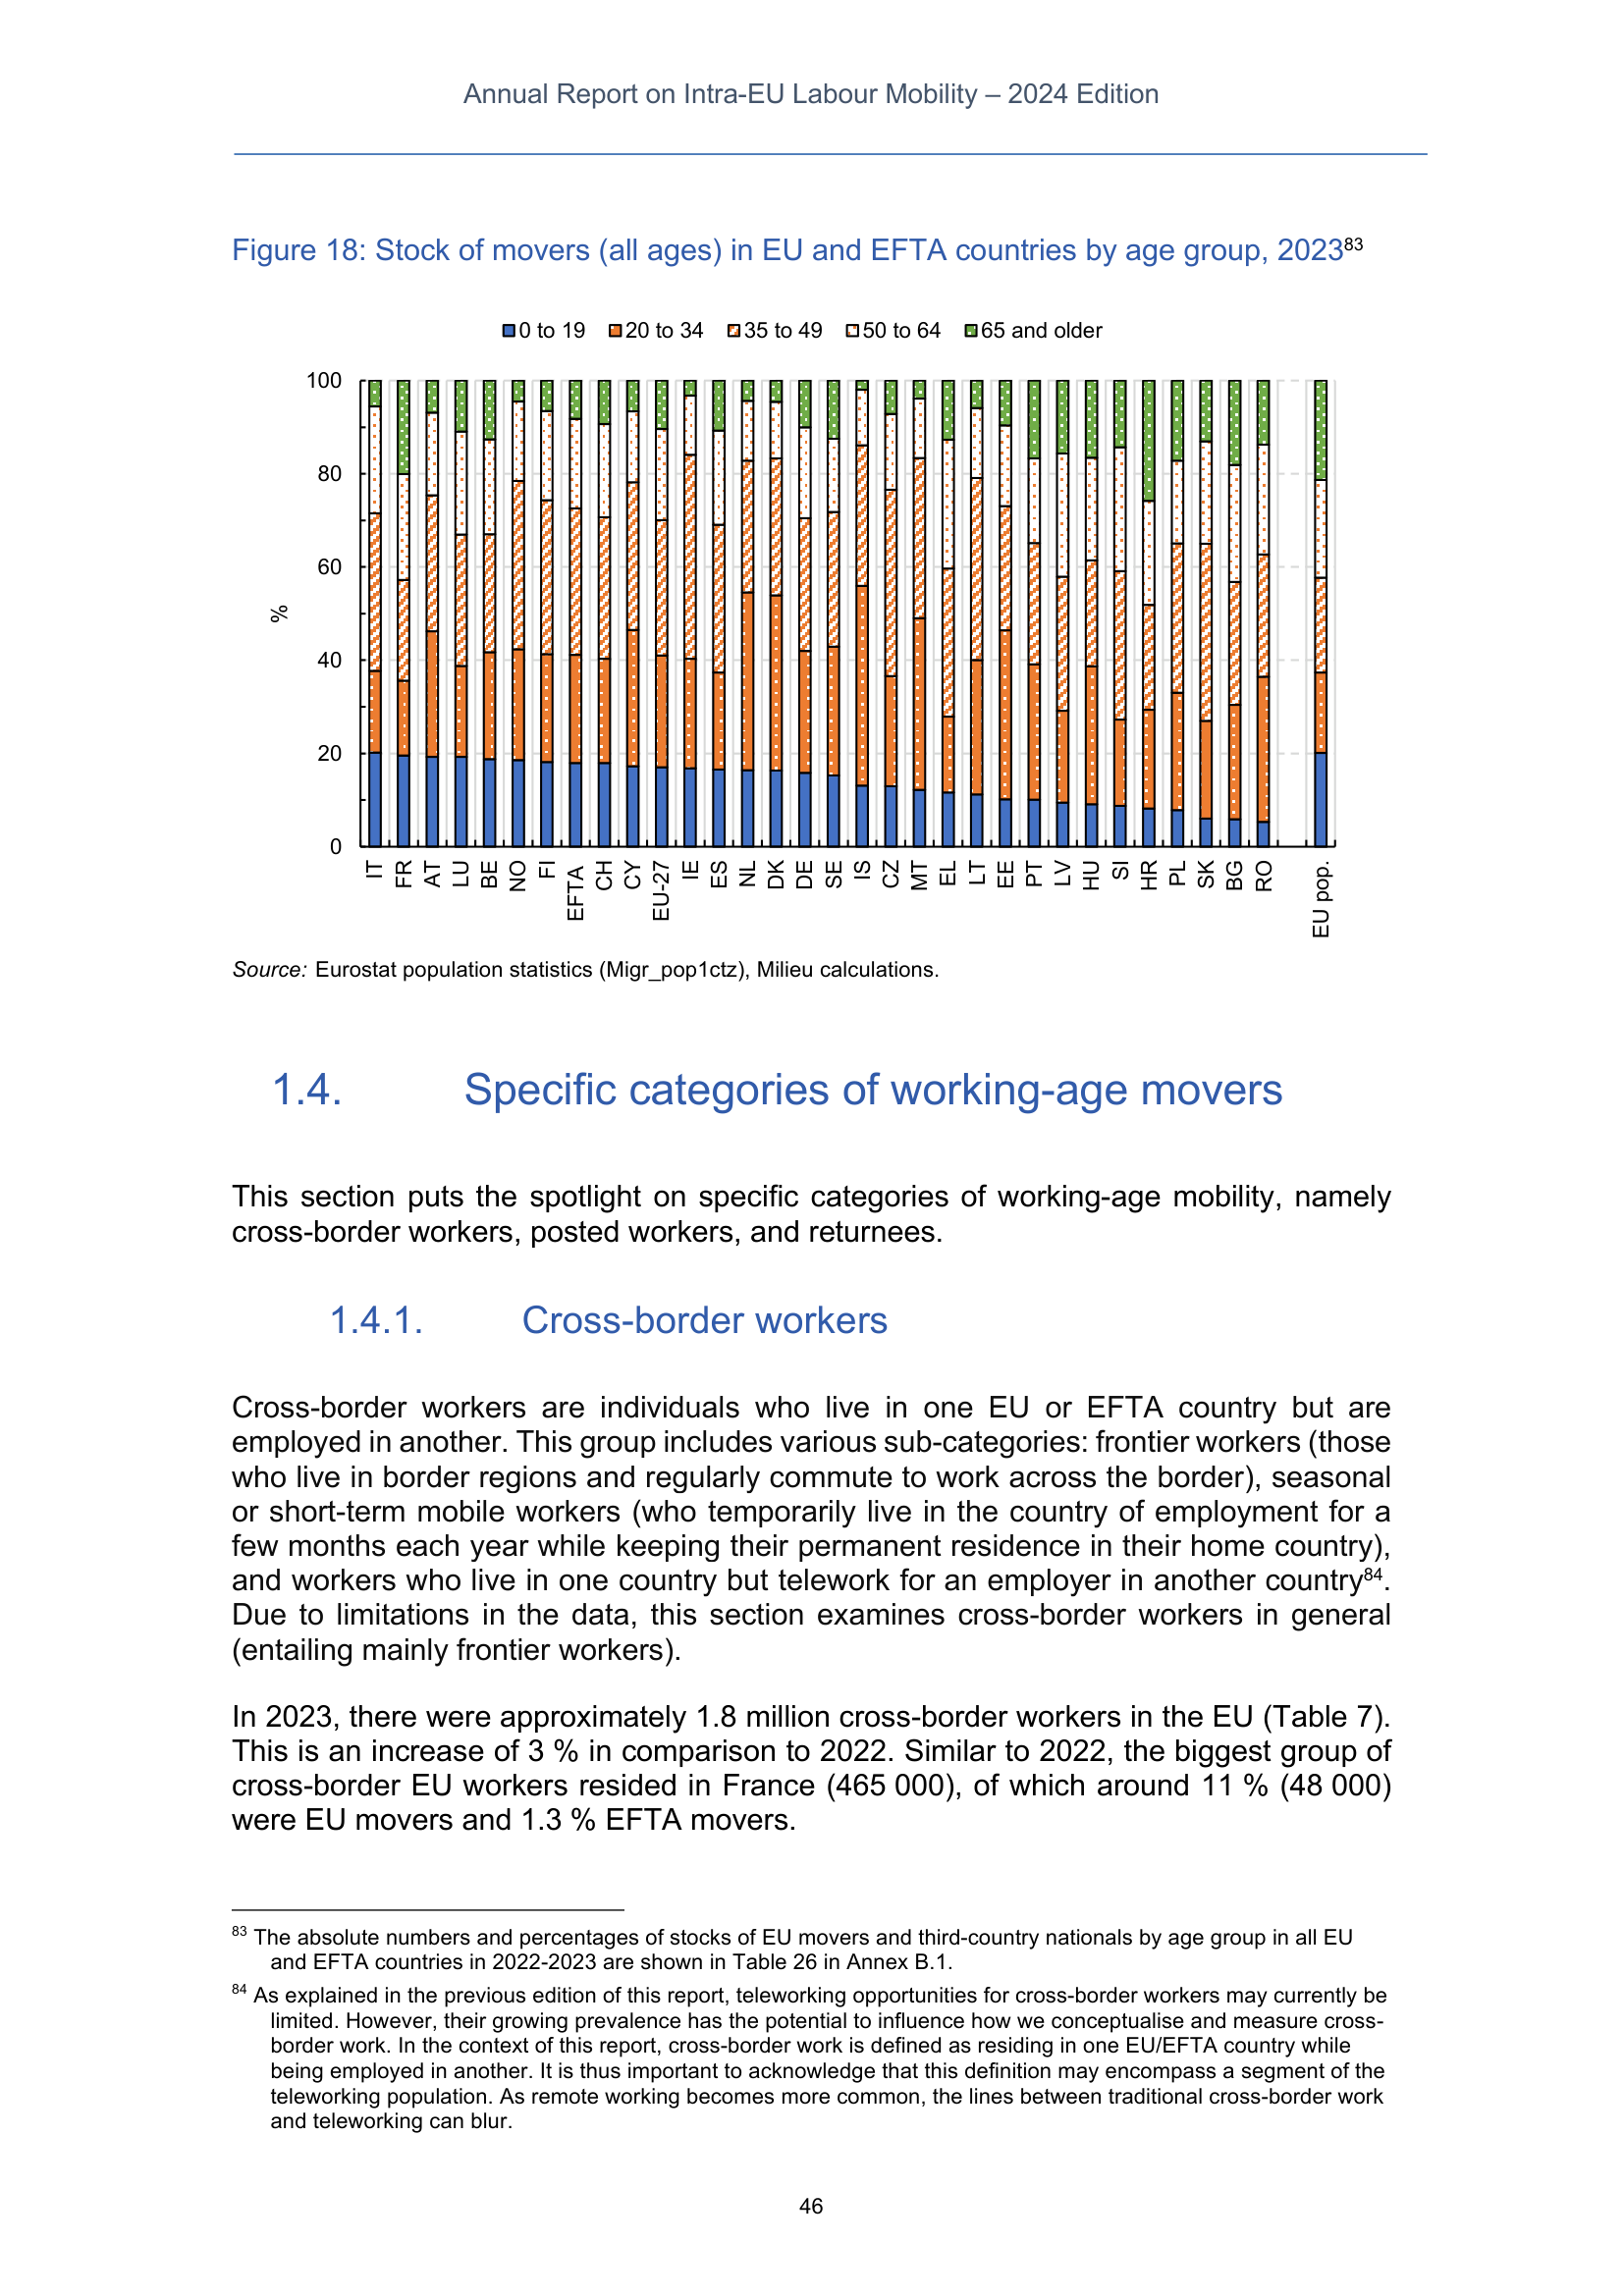 Annual Report on Intra-EU Labour Mobility – 2024 Edition
Figure 18: Stock of movers (all ages) in EU and EFTA countries by age group, 2023⁸³
0 to 19 20 to 34 35 to 49 50 to 64 65 and older
100
80
60
40
20
0
%
IT FR AT LU BE NO FI EFTA CH CY EU-27 IE ES NL DK DE SE IS CZ MT EL LT EE PT LV HU SI HR PL SK BG RO EU pop.
Source: Eurostat population statistics (Migr_pop1ctz), Milieu calculations.
1.4. Specific categories of working-age movers
This section puts the spotlight on specific categories of working-age mobility, namely
cross-border workers, posted workers, and returnees.
1.4.1. Cross-border workers
Cross-border workers are individuals who live in one EU or EFTA country but are
employed in another. This group includes various sub-categories: frontier workers (those
who live in border regions and regularly commute to work across the border), seasonal
or short-term mobile workers (who temporarily live in the country of employment for a
few months each year while keeping their permanent residence in their home country),
and workers who live in one country but telework for an employer in another country⁸⁴.
Due to limitations in the data, this section examines cross-border workers in general
(entailing mainly frontier workers).
In 2023, there were approximately 1.8 million cross-border workers in the EU (Table 7).
This is an increase of 3 % in comparison to 2022. Similar to 2022, the biggest group of
cross-border EU workers resided in France (465 000), of which around 11 % (48 000)
were EU movers and 1.3 % EFTA movers.
⁸³ The absolute numbers and percentages of stocks of EU movers and third-country nationals by age group in all EU
and EFTA countries in 2022-2023 are shown in Table 26 in Annex B.1.
⁸⁴ As explained in the previous edition of this report, teleworking opportunities for cross-border workers may currently be
limited. However, their growing prevalence has the potential to influence how we conceptualise and measure cross-
border work. In the context of this report, cross-border work is defined as residing in one EU/EFTA country while
being employed in another. It is thus important to acknowledge that this definition may encompass a segment of the
teleworking population. As remote working becomes more common, the lines between traditional cross-border work
and teleworking can blur.
46